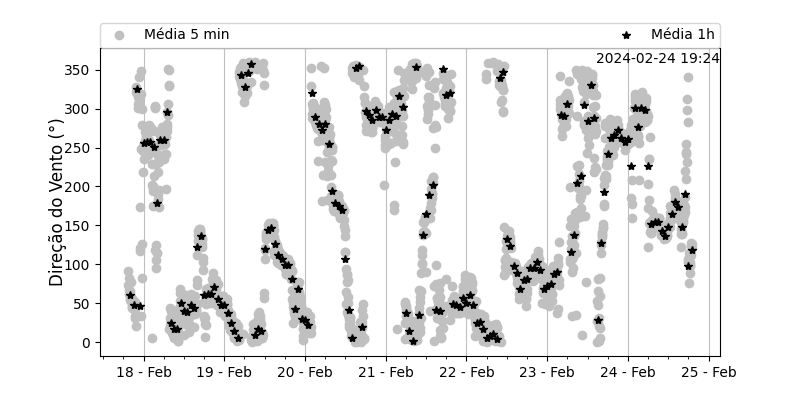 Média 5 min
Média 1h
2024-02-24 19:24
Direção do Vento (°)
350
300
250
200
150
100
50
0
18 - Feb
19 - Feb
20 - Feb
21 - Feb
22 - Feb
23 - Feb
24 - Feb
25 - Feb